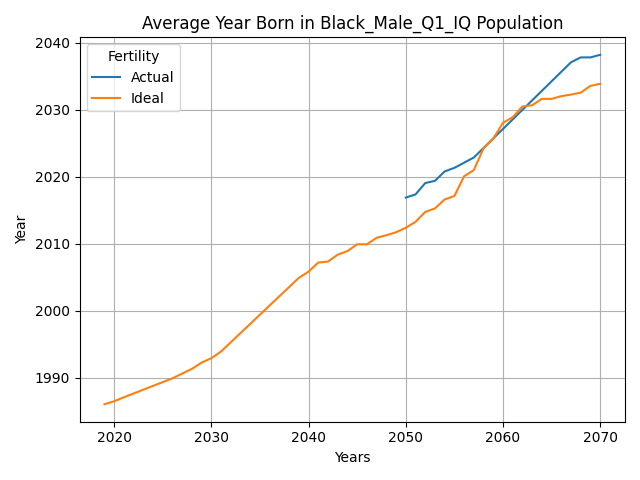 Average Year Born in Black_Male_Q1_IQ Population
2040
2030
2020
2010
2000
1990
Year
Fertility
Actual
Ideal
2020 2030 2040 2050 2060 2070
Years